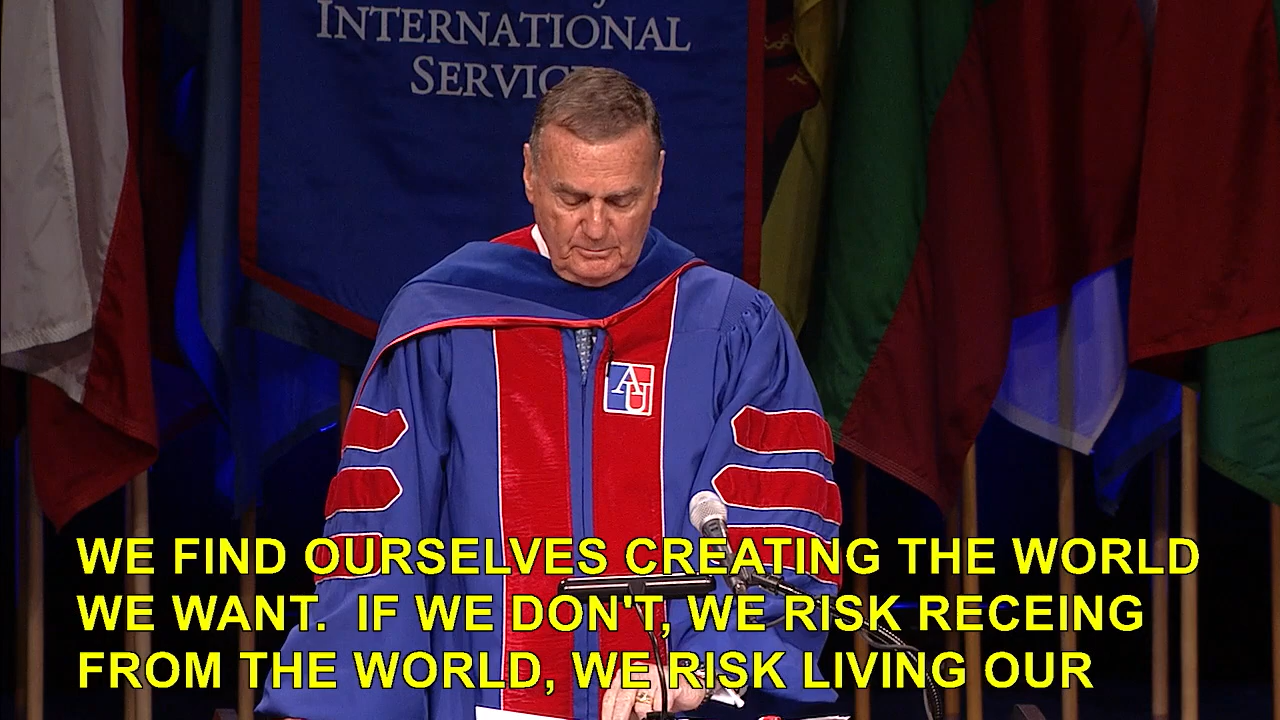 INTERNATIONAL
SERVIC
AU
WE FIND OURSELVES CREATING THE WORLD
WE WANT.  IF WE DON'T, WE RISK RECEING
FROM THE WORLD, WE RISK LIVING OUR